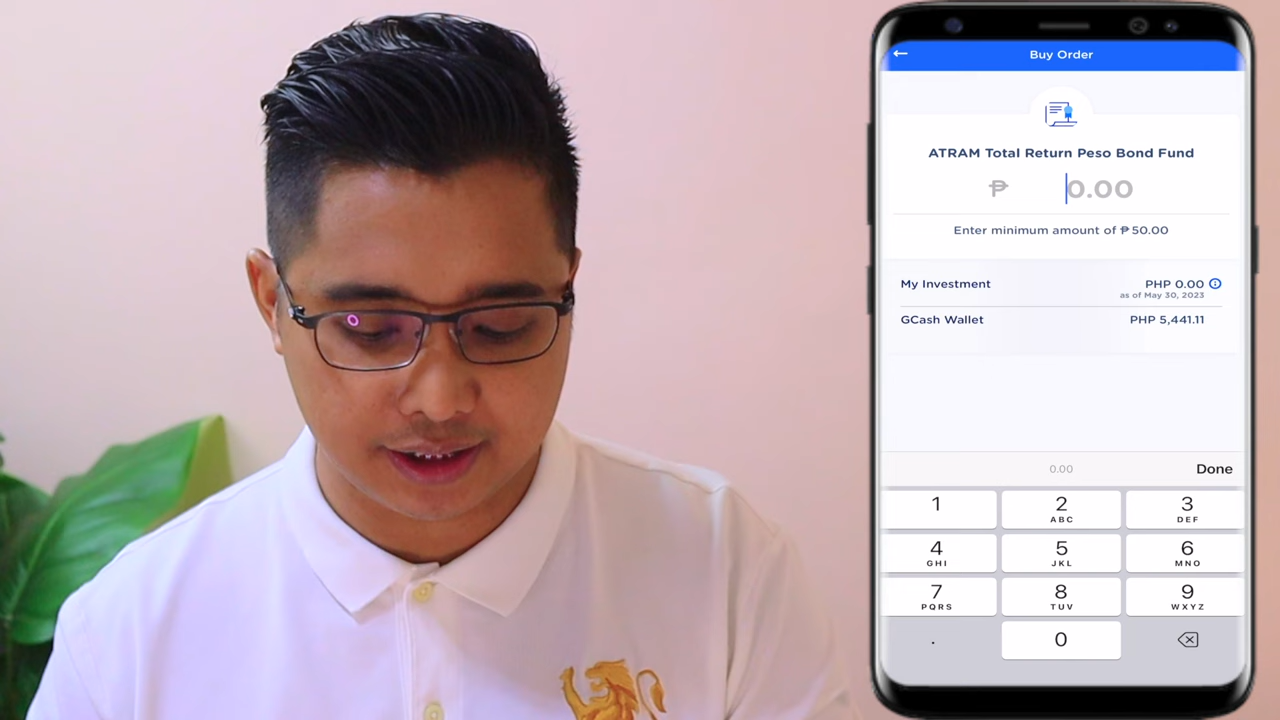 Buy Order
ATRAM Total Return Peso Bond Fund
₱ 0.00
Enter minimum amount of ₱50.00
My Investment PHP 0.00
as of May 30, 2023
GCash Wallet PHP 5,441.11
0.00 Done
1 2 3
ABC DEF
4 5 6
GHI JKL MNO
7 8 9
PQRS TUV WXYZ
. 0